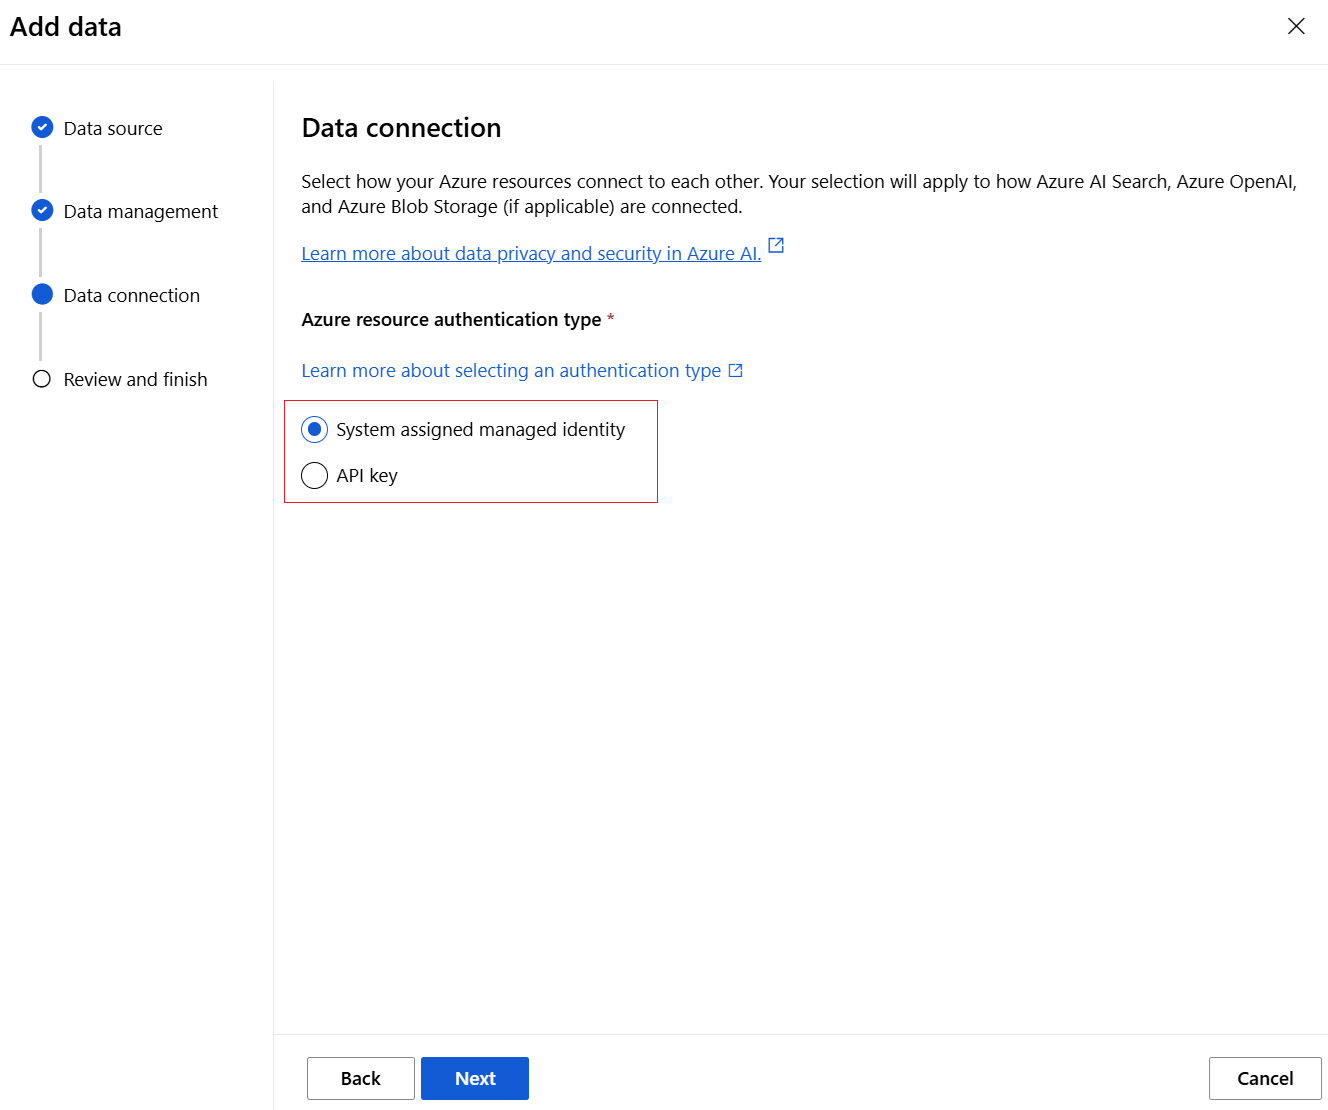 Add data
Data source
Data management
Data connection
Review and finish
Data connection
Select how your Azure resources connect to each other. Your selection will apply to how Azure AI Search, Azure OpenAI,
and Azure Blob Storage (if applicable) are connected.
Learn more about data privacy and security in Azure AI.
Azure resource authentication type *
Learn more about selecting an authentication type
System assigned managed identity
API key
Back
Next
Cancel